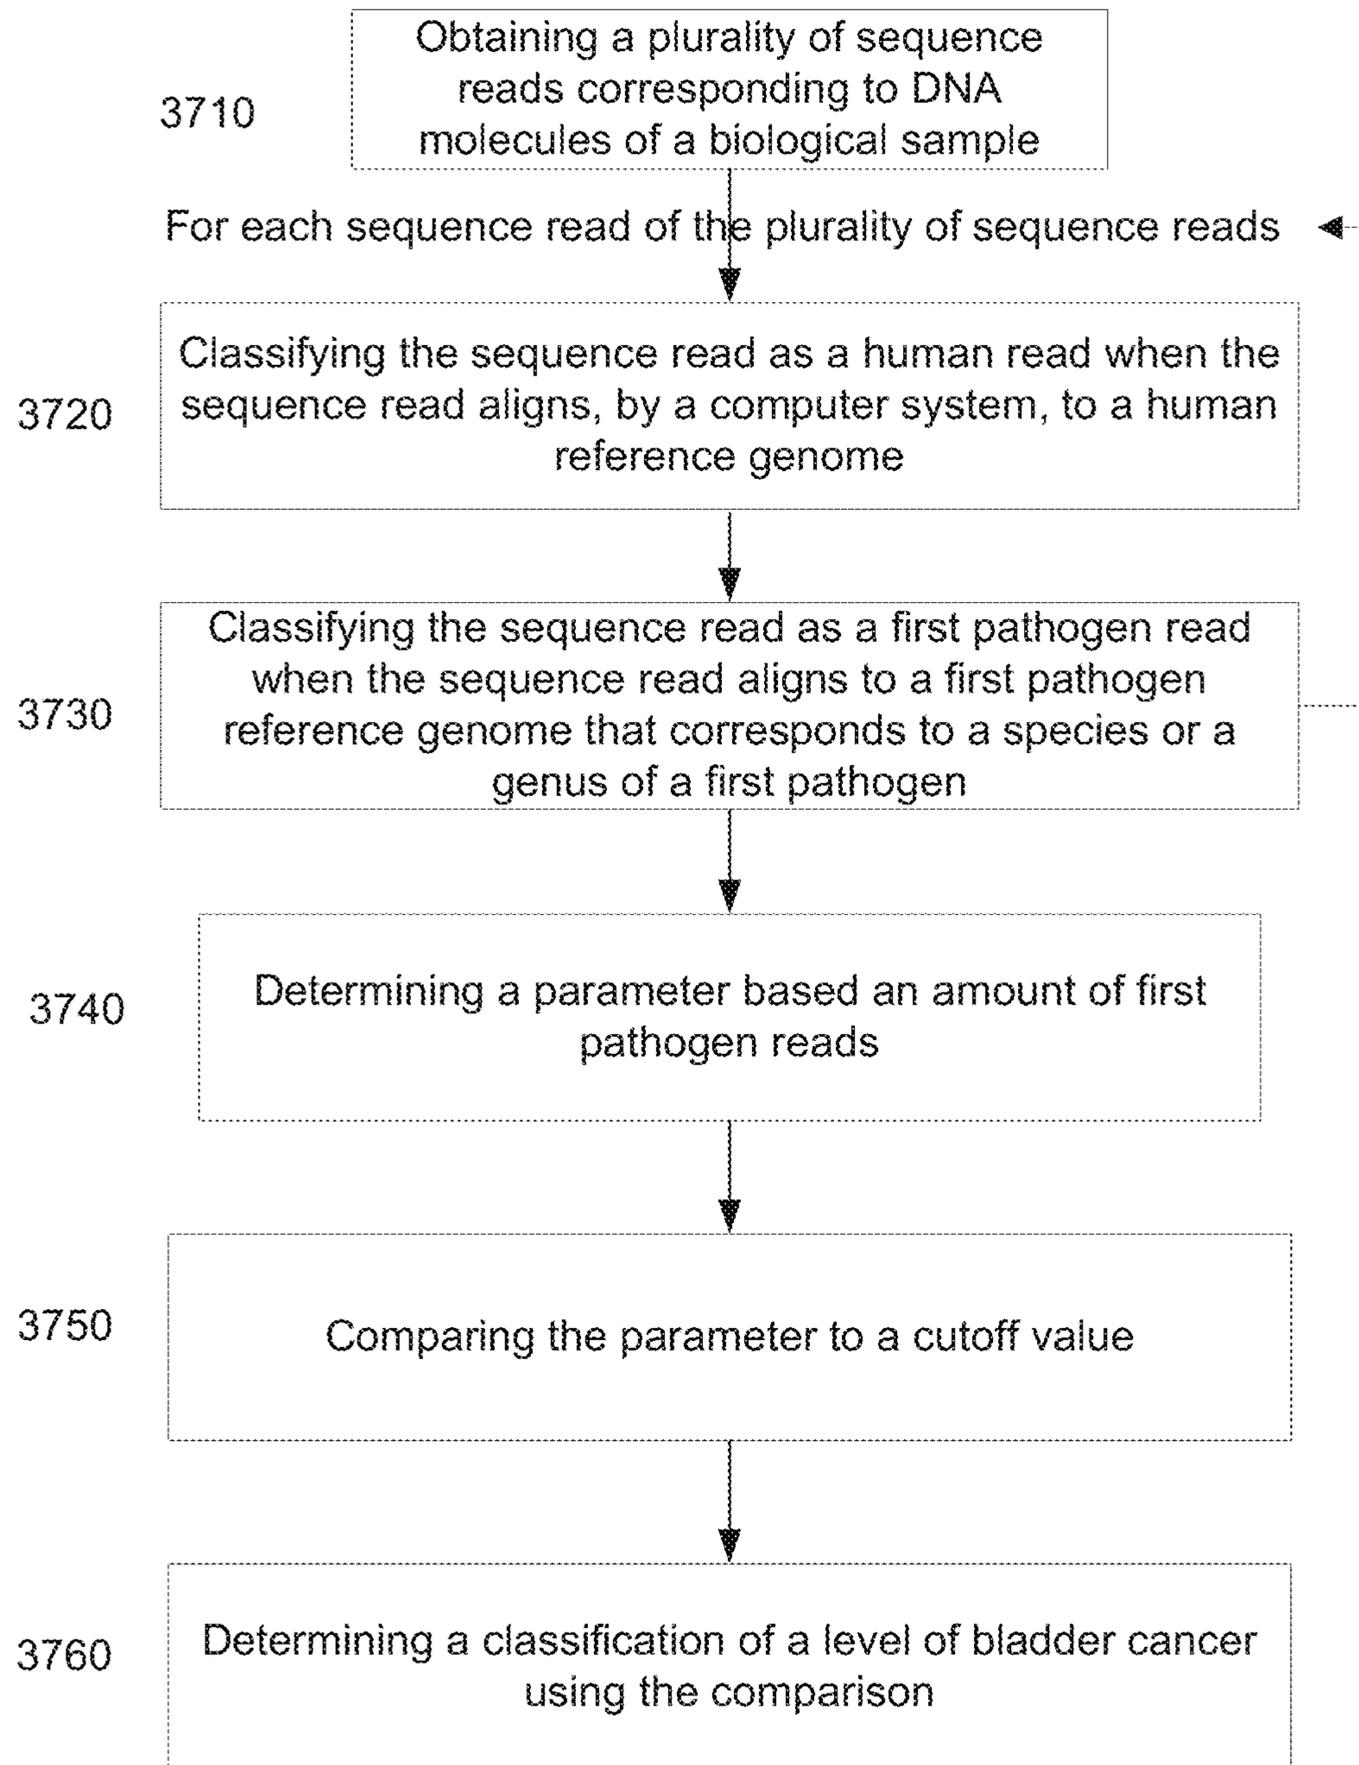 3710
Obtaining a plurality of sequence
reads corresponding to DNA
molecules of a biological sample
For each sequence read of the plurality of sequence reads
3720
Classifying the sequence read as a human read when the
sequence read aligns, by a computer system, to a human
reference genome
3730
Classifying the sequence read as a first pathogen read
when the sequence read aligns to a first pathogen
reference genome that corresponds to a species or a
genus of a first pathogen
3740
Determining a parameter based an amount of first
pathogen reads
3750
Comparing the parameter to a cutoff value
3760
Determining a classification of a level of bladder cancer
using the comparison